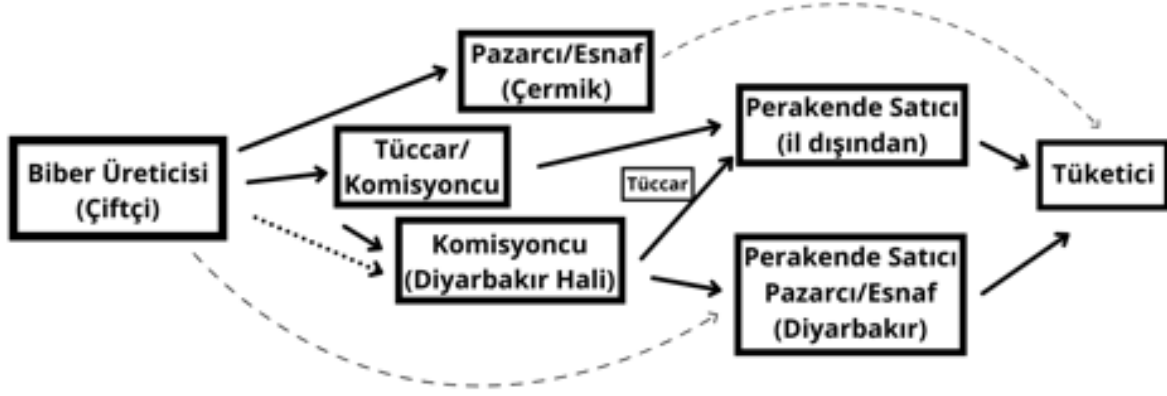 Pazarcı/Esnaf
(Çermik)
Biber Üreticisi
(Çiftçi)
Tüccar/
Komisyoncu
Tüccar
Komisyoncu
(Diyarbakır Hali)
Perakende Satıcı
(il dışından)
Perakende Satıcı
Pazarcı/Esnaf
(Diyarbakır)
Tüketici